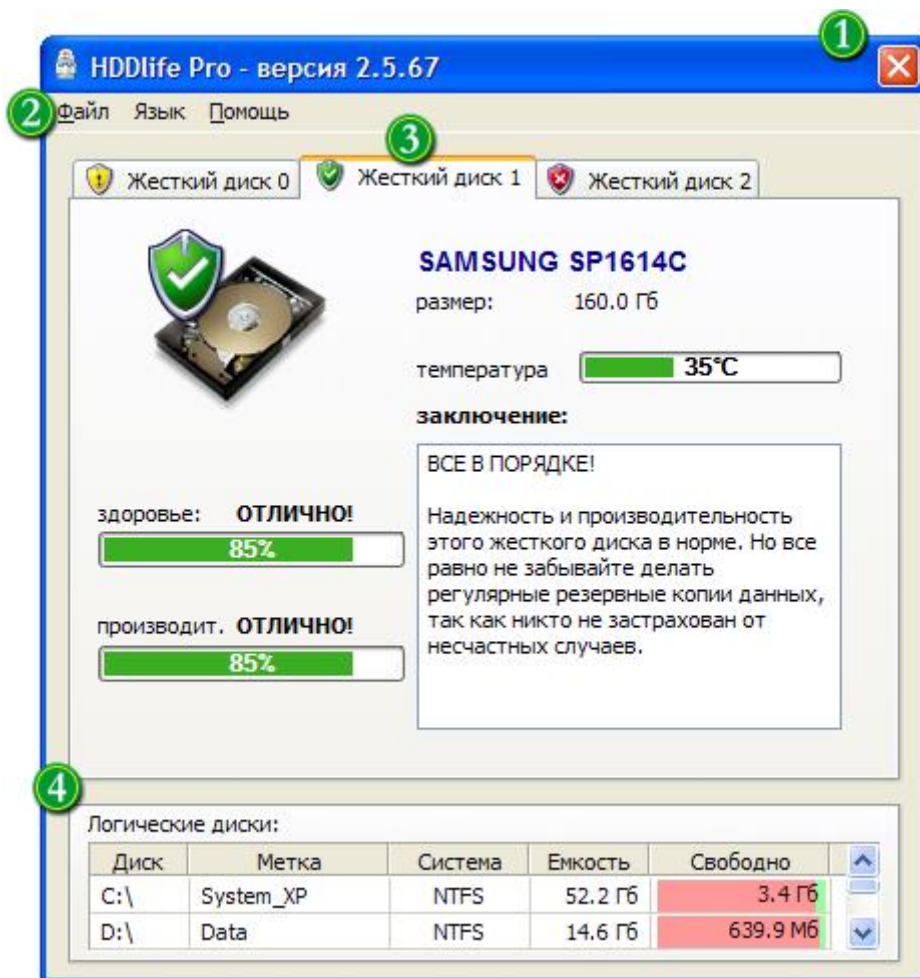 1
HDDlife Pro - версия 2.5.67
2
Файл Язык Помощь
3
Жесткий диск 0 Жесткий диск 1 Жесткий диск 2
SAMSUNG SP1614C
размер: 160.0 Гб
температура 35°C
заключение:
ВСЕ В ПОРЯДКЕ!
Надежность и производительность
этого жесткого диска в норме. Но все
равно не забывайте делать
регулярные резервные копии данных,
так как никто не застрахован от
несчастных случаев.
здоровье: ОТЛИЧНО!
85%
производит. ОТЛИЧНО!
85%
4
Логические диски:
Диск Метка Система Емкость Свободно
C:\ System_XP NTFS 52.2 Гб 3.4 Гб
D:\ Data NTFS 14.6 Гб 639.9 Мб